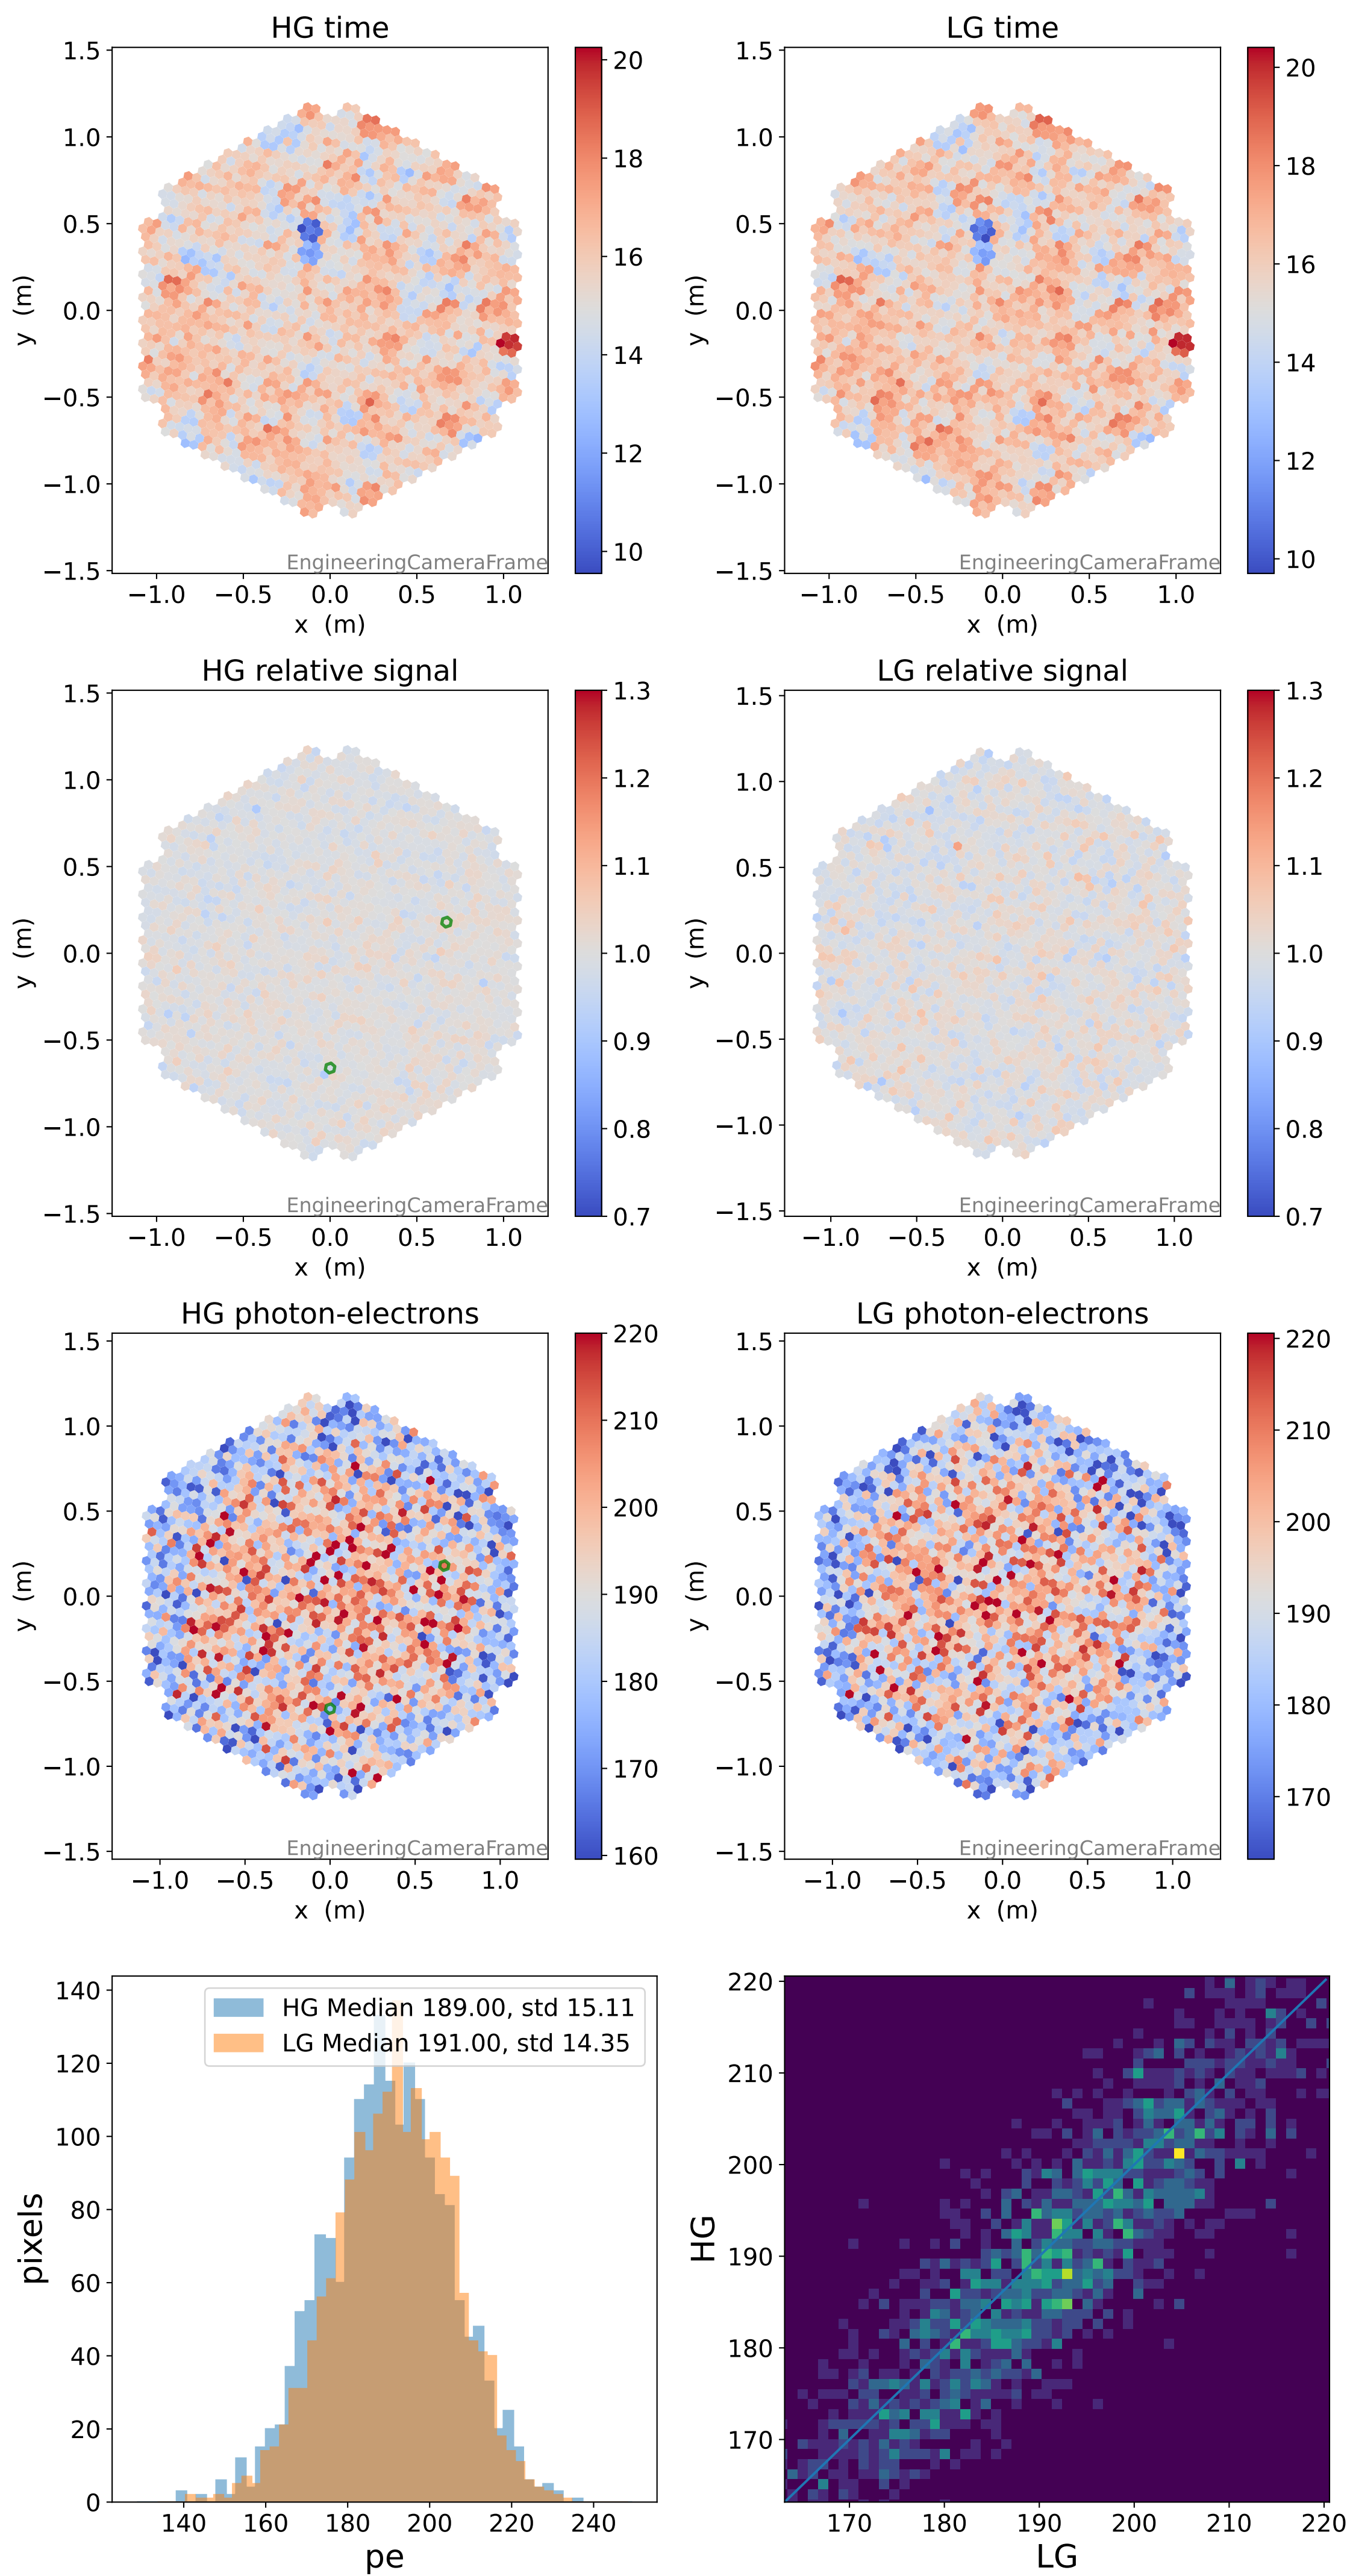 HG time
LG time
1.5
1.0
0.5
0.0
−0.5
−1.0
−1.5
y (m)
−1.0 −0.5 0.0 0.5 1.0
x (m)
EngineeringCameraFrame
20
18
16
14
12
10
1.5
1.0
0.5
0.0
−0.5
−1.0
−1.5
y (m)
−1.0 −0.5 0.0 0.5 1.0
x (m)
EngineeringCameraFrame
20
18
16
14
12
10
HG relative signal
LG relative signal
1.5
1.0
0.5
0.0
−0.5
−1.0
−1.5
y (m)
−1.0 −0.5 0.0 0.5 1.0
x (m)
EngineeringCameraFrame
1.3
1.2
1.1
1.0
0.9
0.8
0.7
1.5
1.0
0.5
0.0
−0.5
−1.0
−1.5
y (m)
−1.0 −0.5 0.0 0.5 1.0
x (m)
EngineeringCameraFrame
1.3
1.2
1.1
1.0
0.9
0.8
0.7
HG photon-electrons
LG photon-electrons
1.5
1.0
0.5
0.0
−0.5
−1.0
−1.5
y (m)
−1.0 −0.5 0.0 0.5 1.0
x (m)
EngineeringCameraFrame
220
210
200
190
180
170
160
1.5
1.0
0.5
0.0
−0.5
−1.0
−1.5
y (m)
−1.0 −0.5 0.0 0.5 1.0
x (m)
EngineeringCameraFrame
220
210
200
190
180
170
HG Median 189.00, std 15.11
LG Median 191.00, std 14.35
140
120
100
80
60
40
20
0
pixels
140 160 180 200 220 240
pe
220
210
200
190
180
170
HG
170 180 190 200 210 220
LG